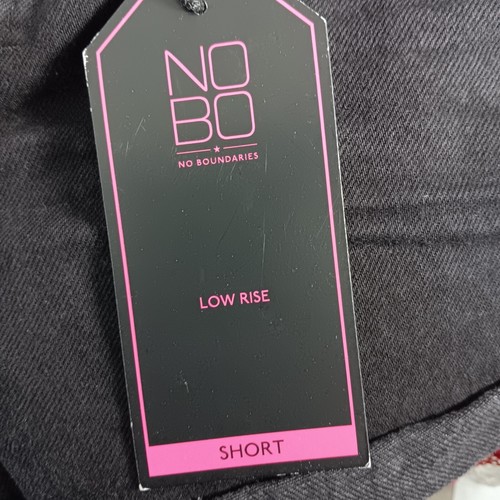 NO
BO
NO BOUNDARIES
LOW RISE
SHORT